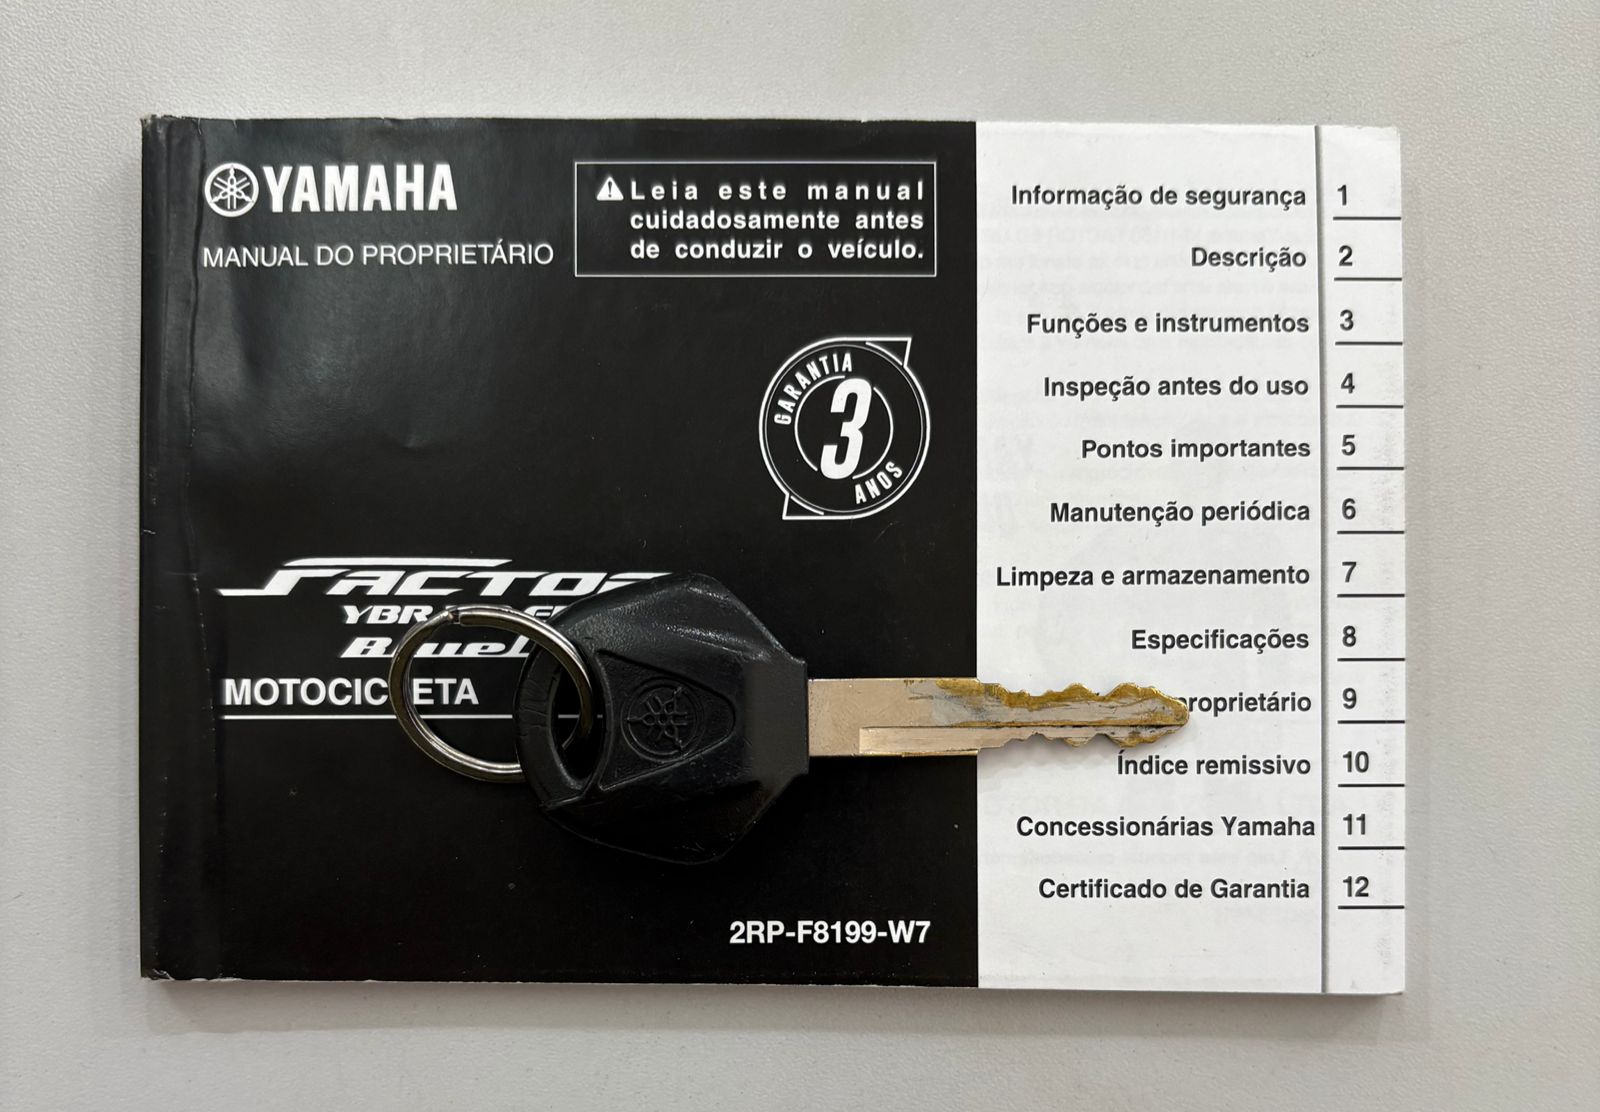 YAMAHA
MANUAL DO PROPRIETÁRIO
Leia este manual
cuidadosamente antes
de conduzir o veículo.
GARANTIA
3
ANOS
YBR
MOTOCIC ETA
2RP-F8199-W7
Informação de segurança 1
Descrição 2
Funções e instrumentos 3
Inspeção antes do uso 4
Pontos importantes 5
Manutenção periódica 6
Limpeza e armazenamento 7
Especificações 8
roprietário 9
Índice remissivo 10
Concessionárias Yamaha 11
Certificado de Garantia 12